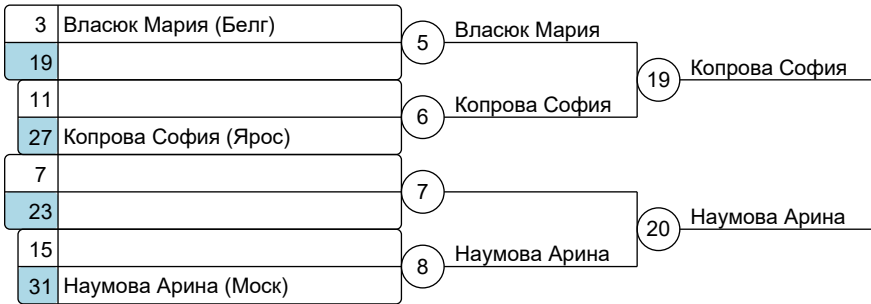 3 Власюк Мария (Белг)
5 Власюк Мария
19
19 Копрова София
11
6 Копрова София
27 Копрова София (Ярос)
7
7
23
20 Наумова Арина
15
8 Наумова Арина
31 Наумова Арина (Моск)